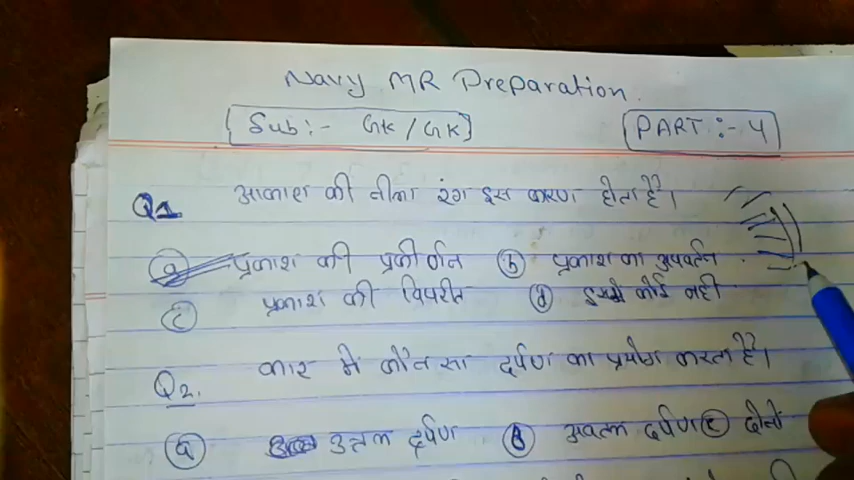 Navy MR Preparation.
Sub:- GK/GK
PART:- 4
Q1 आकाश की नीला रंग इस कारण होता है।
(a) प्रकाश की प्रकीर्णन (b) प्रकाश का अपवर्तन
(c) प्रकाश की विपरीत (d) इनमें कोई नही
Q2. कार में कौन सा दर्पण का प्रयोग करता है।
(a) उत्तल दर्पण (B) अवतल दर्पण (c) दोनों